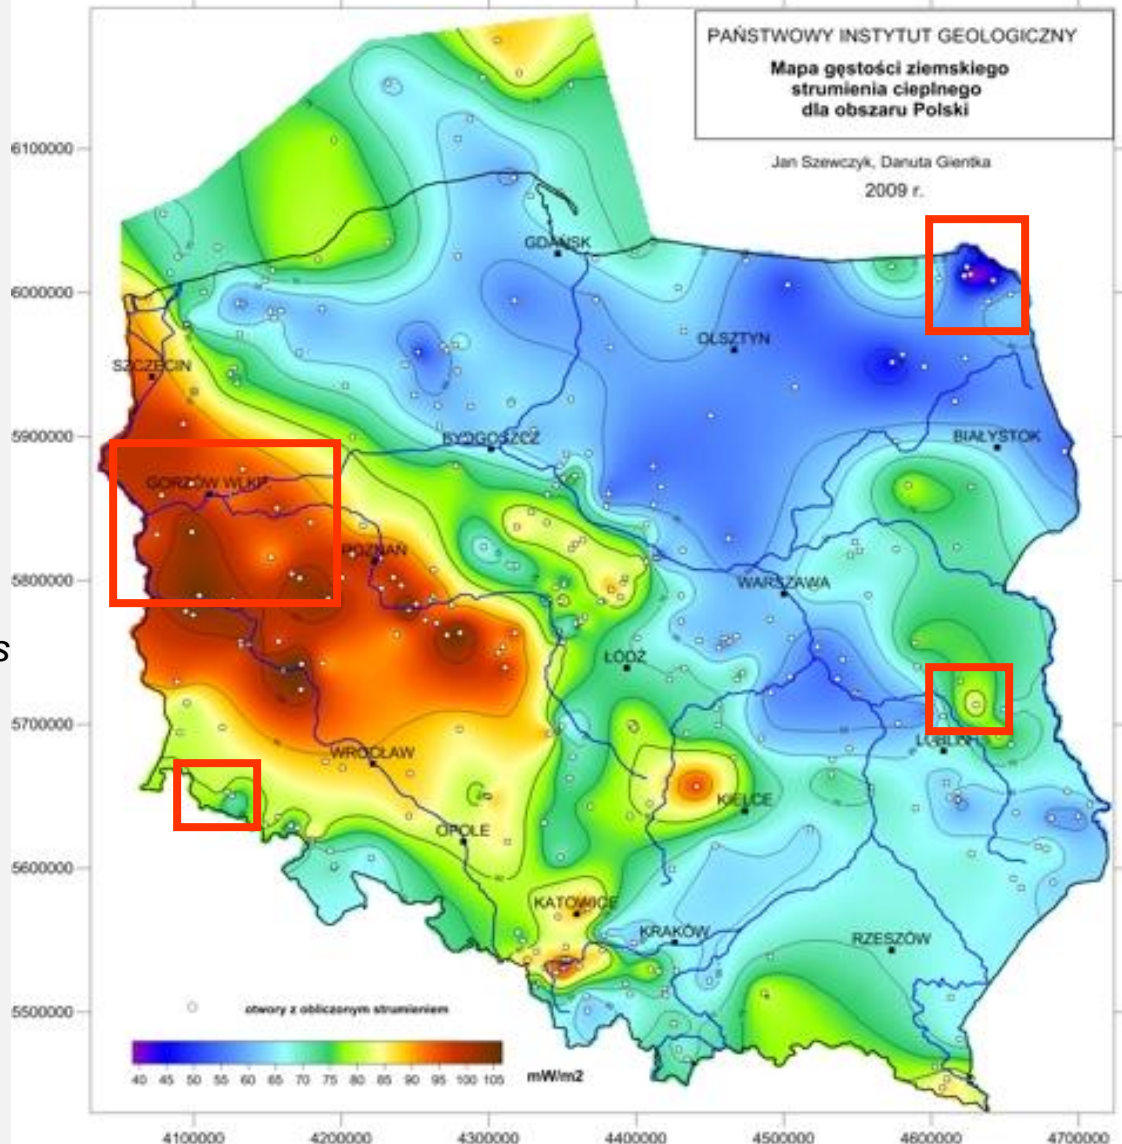 PAŃSTWOWY INSTYTUT GEOLOGICZNY
Mapa gęstości ziemskiego
strumienia cieplnego
dla obszaru Polski
Jan Szewczyk, Danuta Gientka
2009 r.
6100000
6000000
5900000
5800000
5700000
5600000
5500000
s
GDAŃSK
OLSZTYN
SZCZECIN
BYDGOSZCZ
BIAŁYSTOK
GORZÓW WLKP
POZNAŃ
WARSZAWA
ŁÓDŹ
LUBLIN
WROCŁAW
KIELCE
OPOLE
KATOWICE
KRAKÓW
RZESZÓW
otwory z obliczonym strumieniem
40 45 50 55 60 65 70 75 80 85 90 95 100 105
mW/m2
4100000 4200000 4300000 4400000 4500000 4600000 4700000